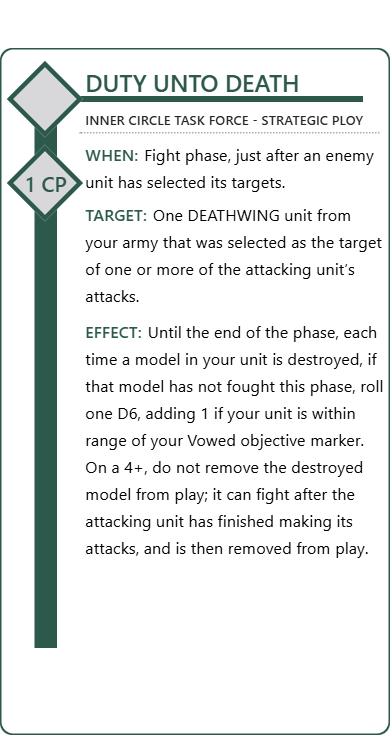 DUTY UNTO DEATH
INNER CIRCLE TASK FORCE - STRATEGIC PLOY
1 CP
WHEN: Fight phase, just after an enemy
unit has selected its targets.
TARGET: One DEATHWING unit from
your army that was selected as the target
of one or more of the attacking unit's
attacks.
EFFECT: Until the end of the phase, each
time a model in your unit is destroyed, if
that model has not fought this phase, roll
one D6, adding 1 if your unit is within
range of your Vowed objective marker.
On a 4+, do not remove the destroyed
model from play; it can fight after the
attacking unit has finished making its
attacks, and is then removed from play.